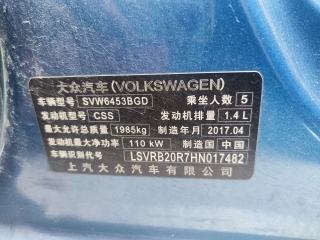 大众汽车(VOLKSWAGEN)
车辆型号 SVW6453BGD 乘坐人数 5
发动机型号 CSS 发动机排量 1.4 L
最大允许总质量 1985kg 制造年月 2017.04
发动机最大净功率 110 kW 制造国 中国
车辆识别代号 LSVRB20R7HN017482
上汽大众汽车有限公司